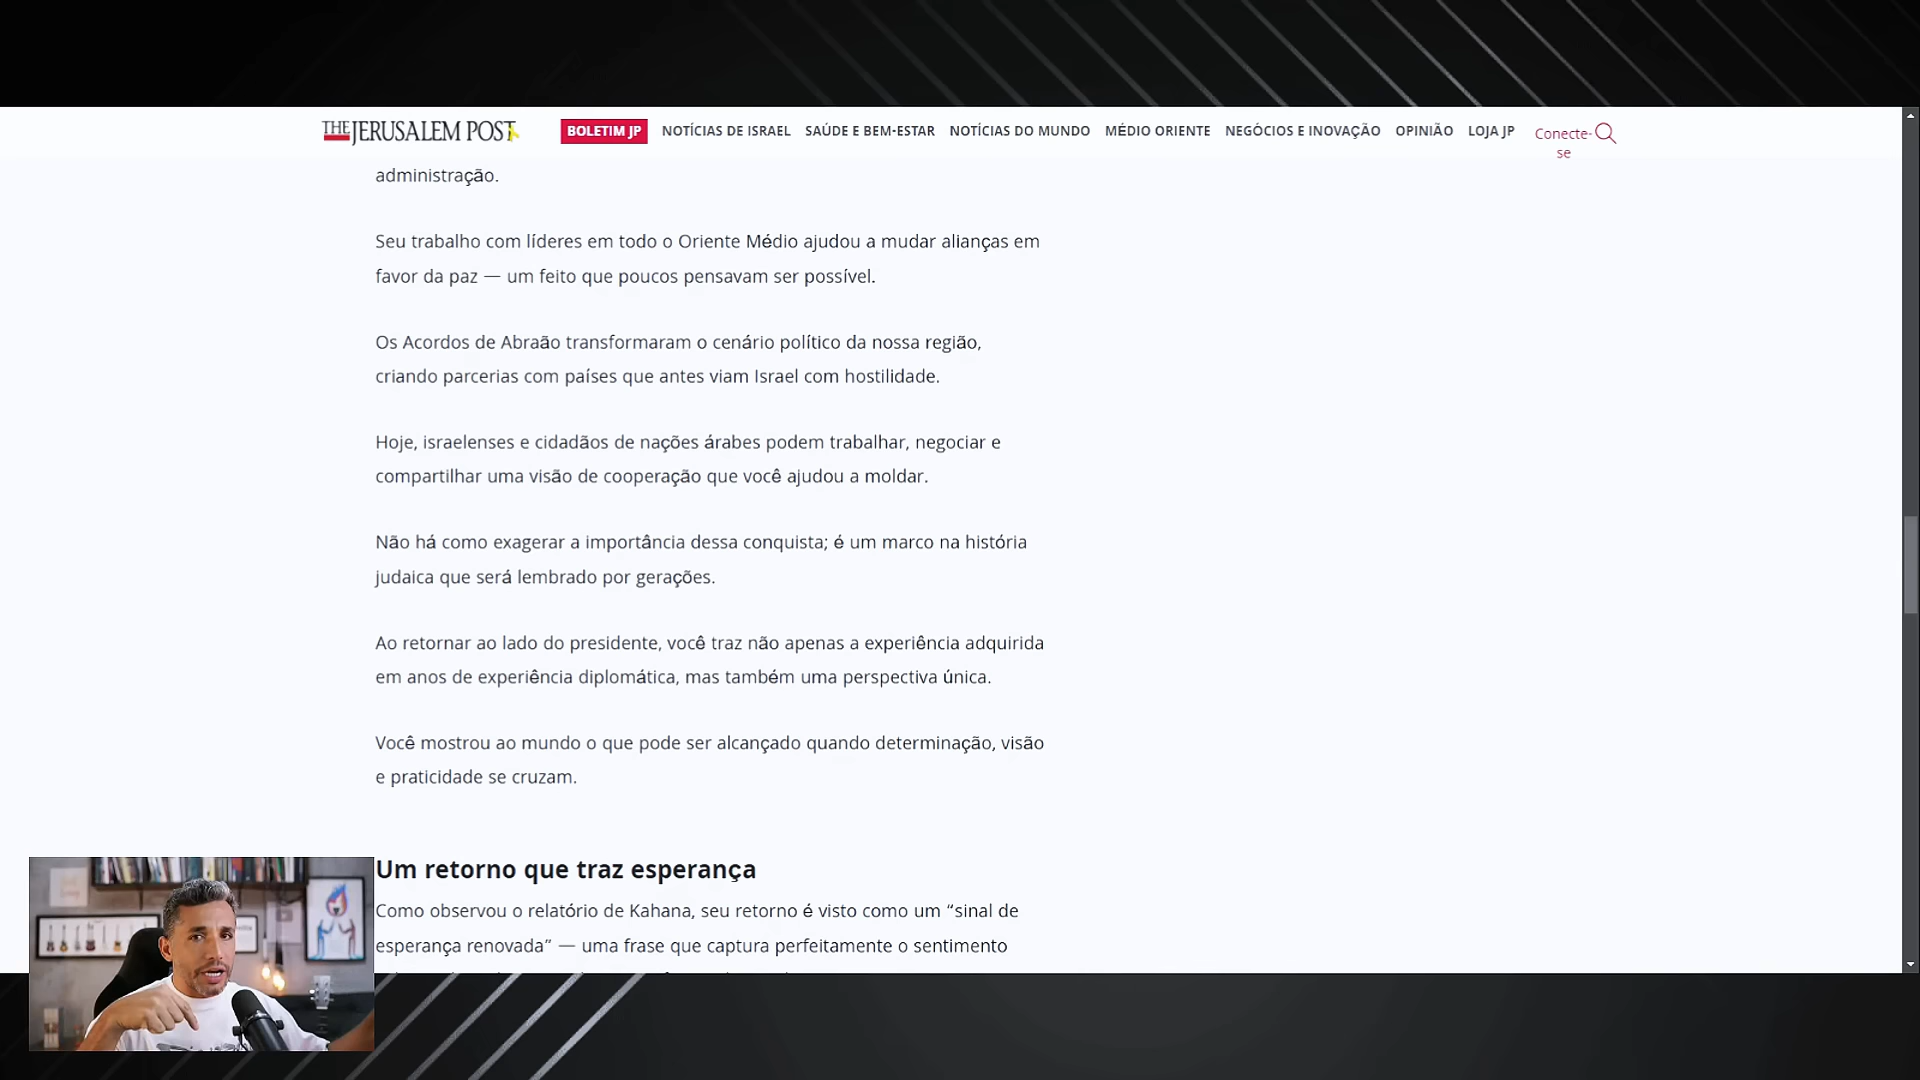 THE JERUSALEM POST
BOLETIM JP NOTÍCIAS DE ISRAEL SAÚDE E BEM-ESTAR NOTÍCIAS DO MUNDO MÉDIO ORIENTE NEGÓCIOS E INOVAÇÃO OPINIÃO LOJA JP Conecte-
se
administração.
Seu trabalho com líderes em todo o Oriente Médio ajudou a mudar alianças em
favor da paz — um feito que poucos pensavam ser possível.
Os Acordos de Abraão transformaram o cenário político da nossa região,
criando parcerias com países que antes viam Israel com hostilidade.
Hoje, israelenses e cidadãos de nações árabes podem trabalhar, negociar e
compartilhar uma visão de cooperação que você ajudou a moldar.
Não há como exagerar a importância dessa conquista; é um marco na história
judaica que será lembrado por gerações.
Ao retornar ao lado do presidente, você traz não apenas a experiência adquirida
em anos de experiência diplomática, mas também uma perspectiva única.
Você mostrou ao mundo o que pode ser alcançado quando determinação, visão
e praticidade se cruzam.
Um retorno que traz esperança
Como observou o relatório de Kahana, seu retorno é visto como um “sinal de
esperança renovada” — uma frase que captura perfeitamente o sentimento